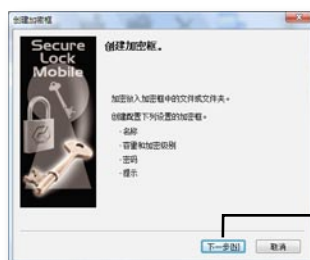 创建加密框
Secure
Lock
Mobile
创建加密框。
加密放入加密框中的文件或文件夹。
创建配置下列设置的加密框。
·名称
·容量和加密级别
·密码
·提示
下一步(N)
取消